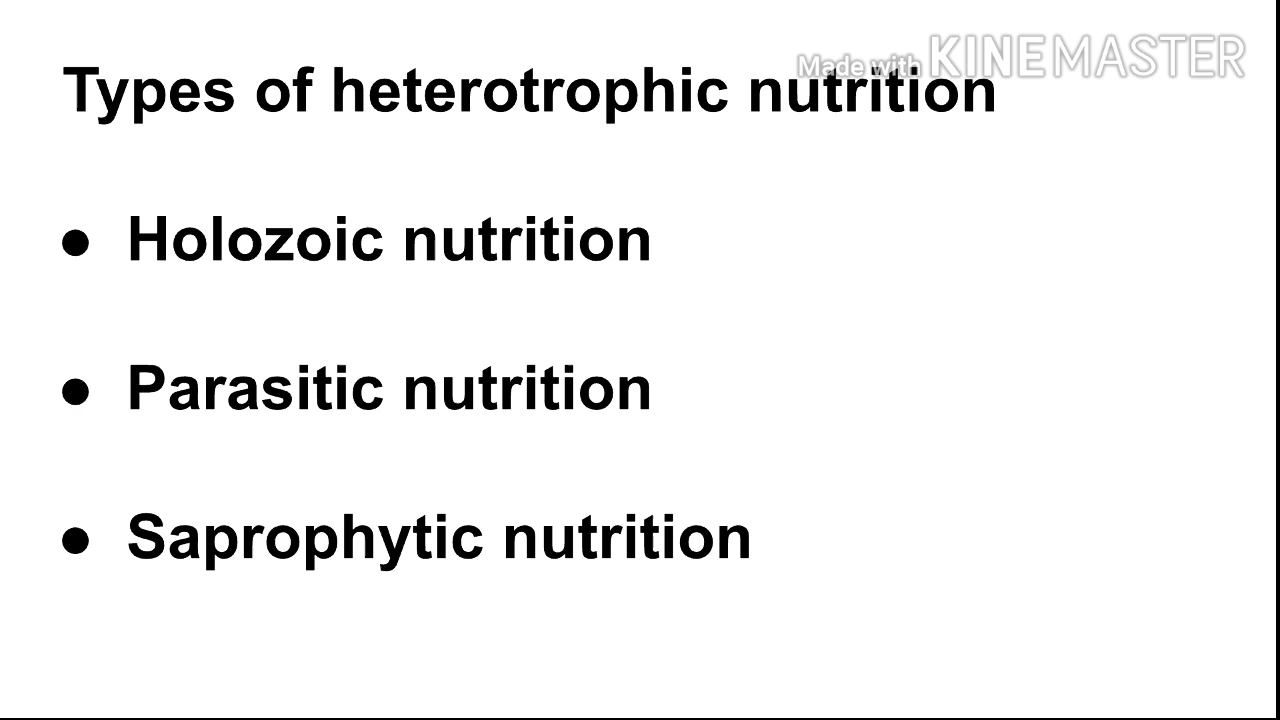 Made with KINEMASTER
Types of heterotrophic nutrition
● Holozoic nutrition
● Parasitic nutrition
● Saprophytic nutrition